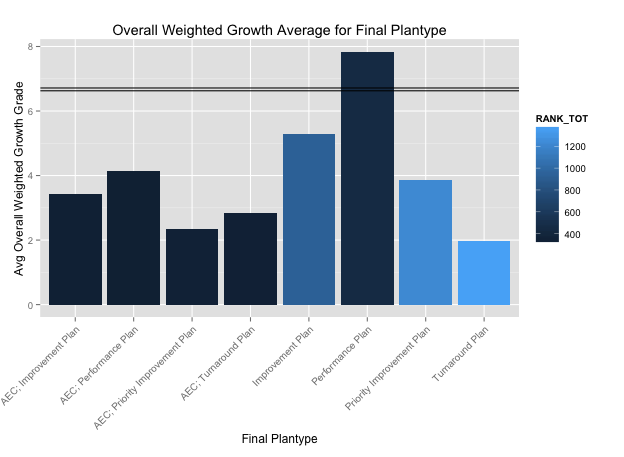 Overall Weighted Growth Average for Final Plantype
Avg Overall Weighted Growth Grade
8
6
4
2
0
AEC; Improvement Plan
AEC; Performance Plan
AEC; Priority Improvement Plan
AEC; Turnaround Plan
Improvement Plan
Performance Plan
Priority Improvement Plan
Turnaround Plan
Final Plantype
RANK_TOT
1200
1000
800
600
400